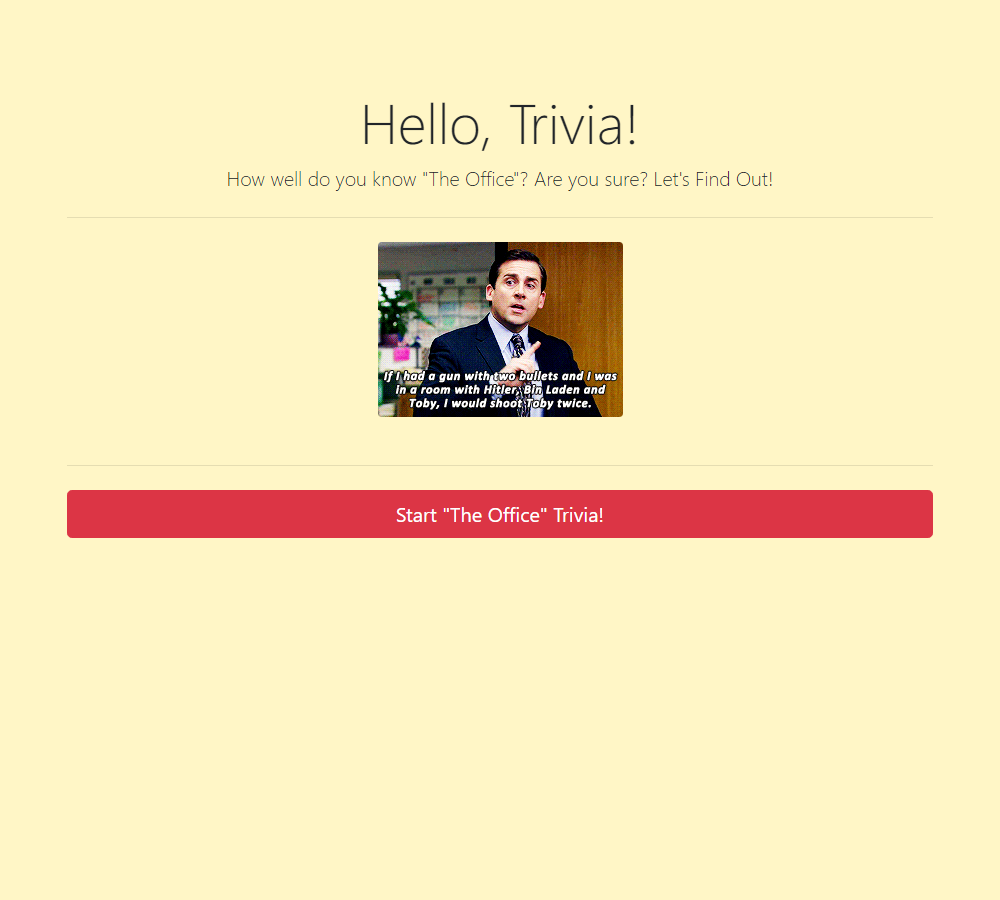 Hello, Trivia!
How well do you know "The Office"? Are you sure? Let's Find Out!
If I had a gun with two bullets and I was
in a room with Hitler, Bin Laden and
Toby, I would shoot Toby twice.
Start "The Office" Trivia!